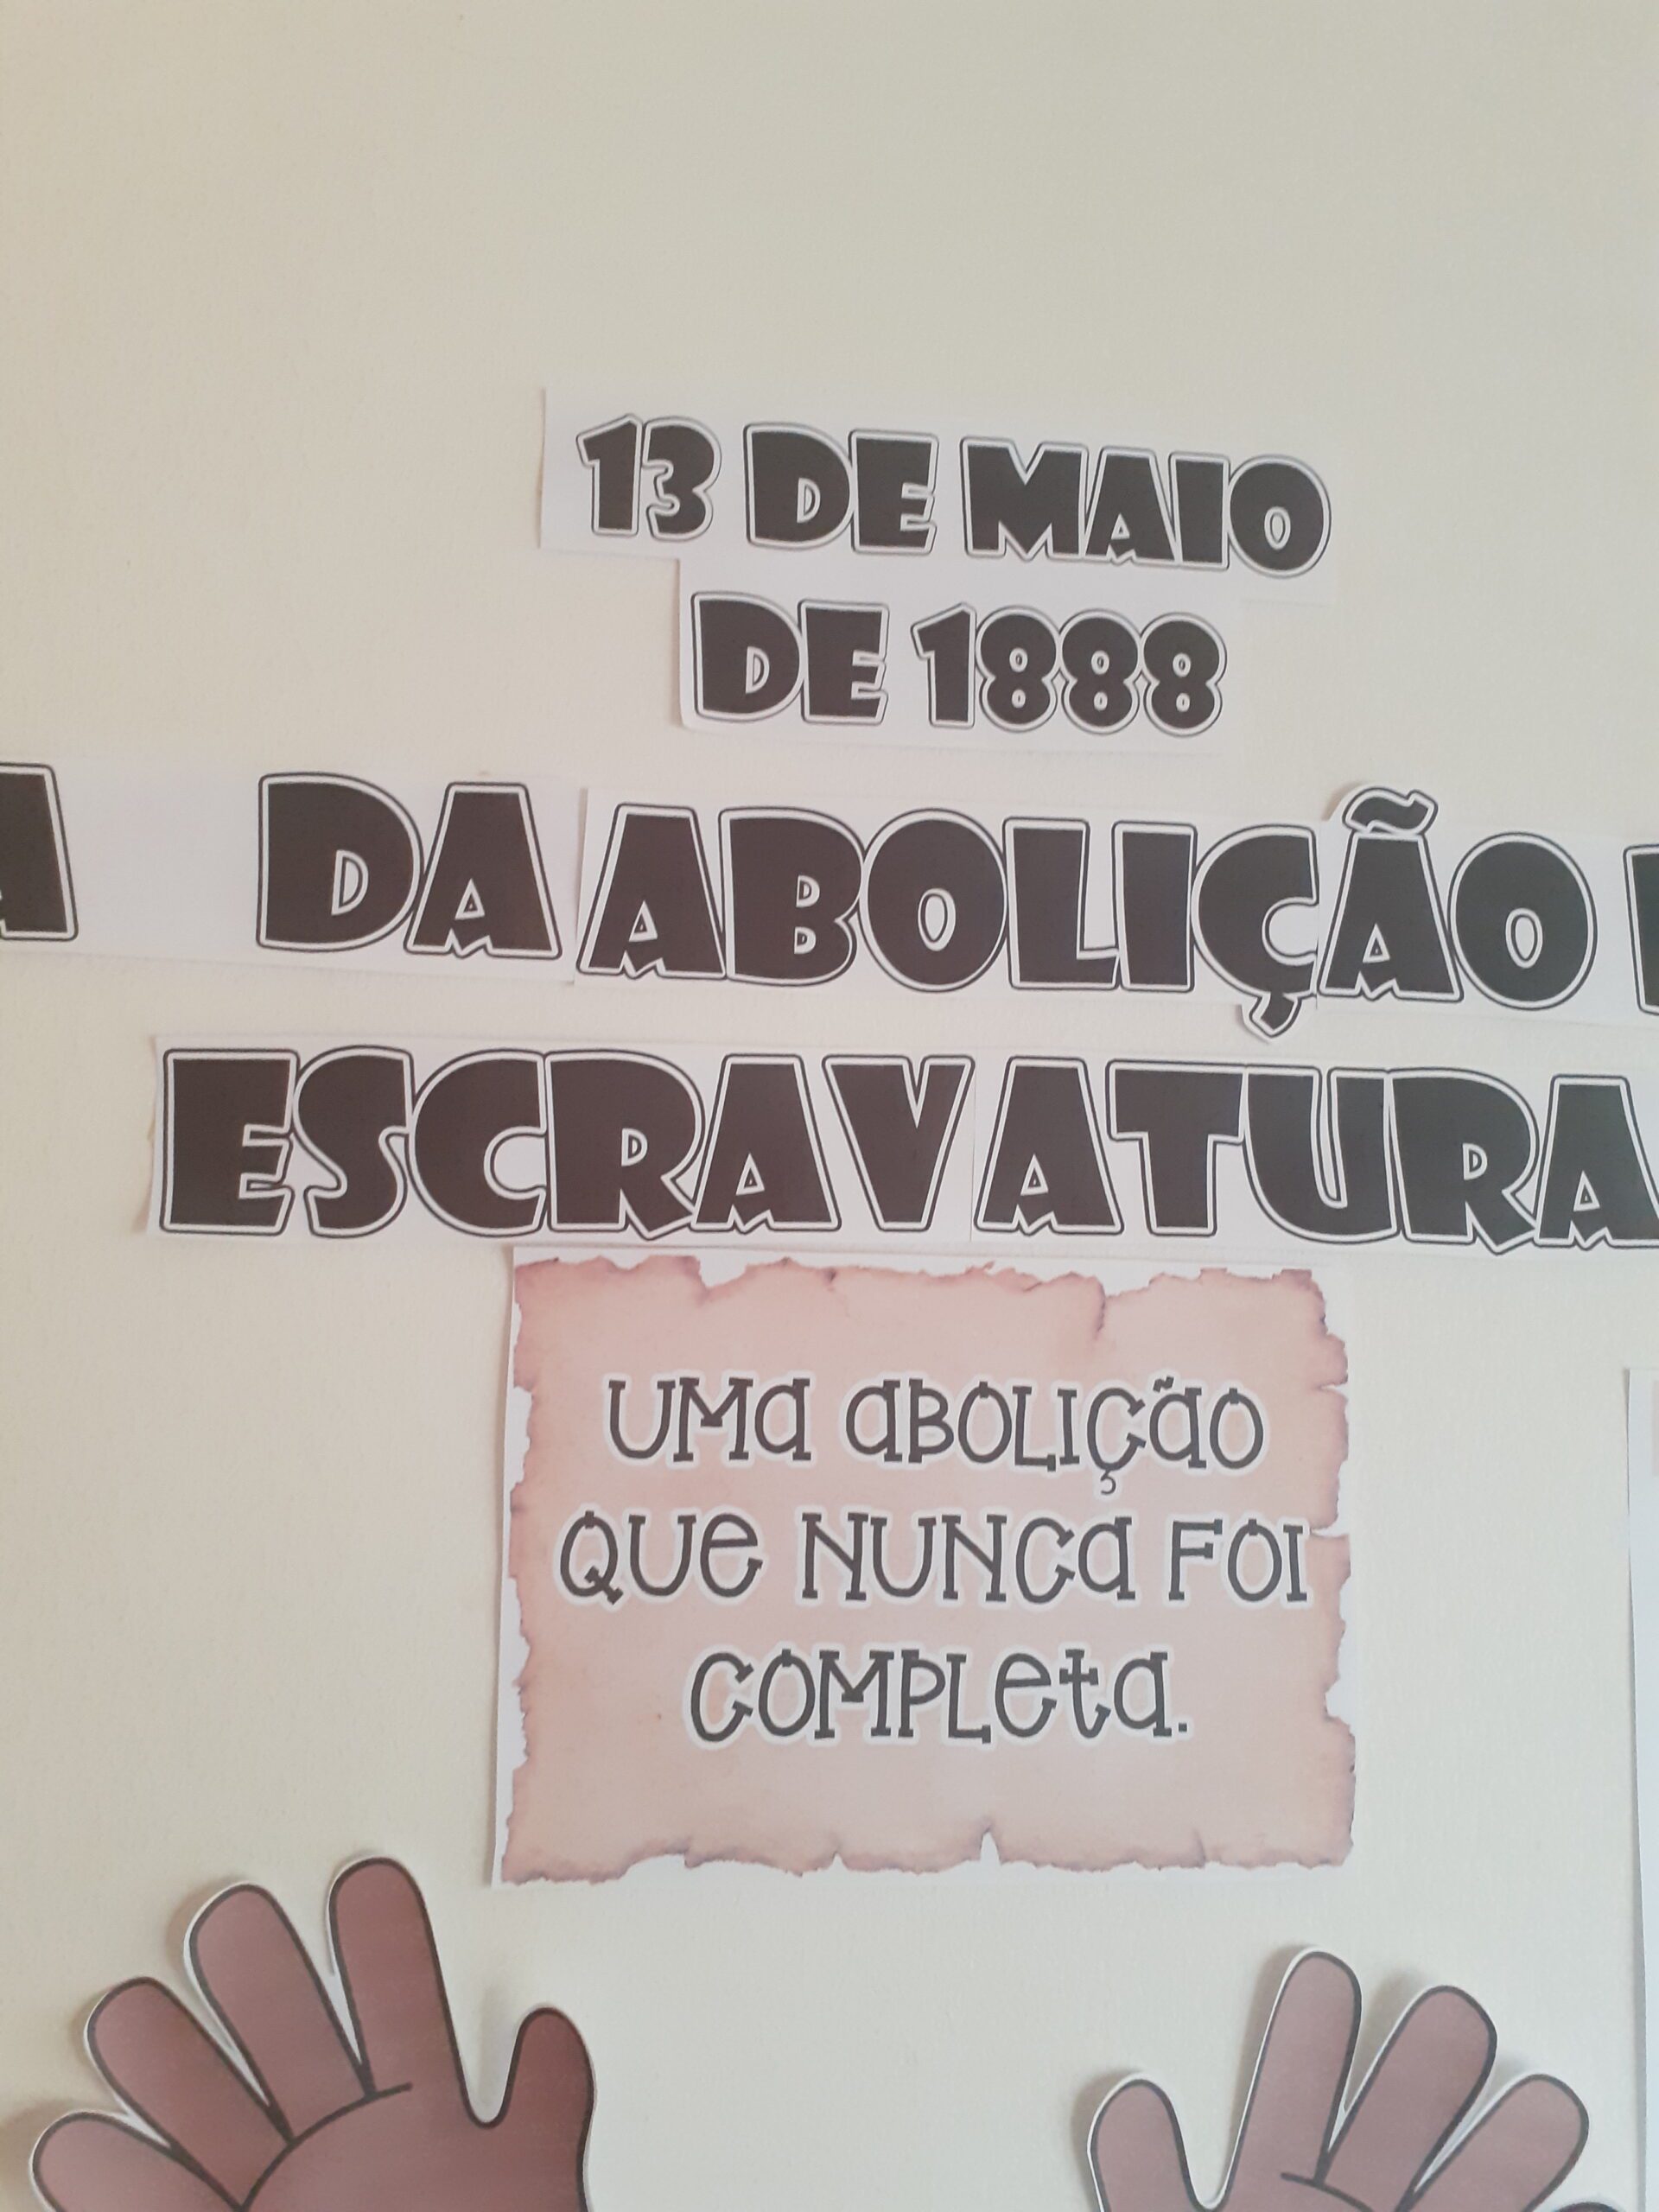 13 DE MAIO
DE 1888
DA ABOLIÇÃO
ESCRAVATURA
UMA ABOLIÇÃO
QUE NUNCA FOI
COMPLETA.